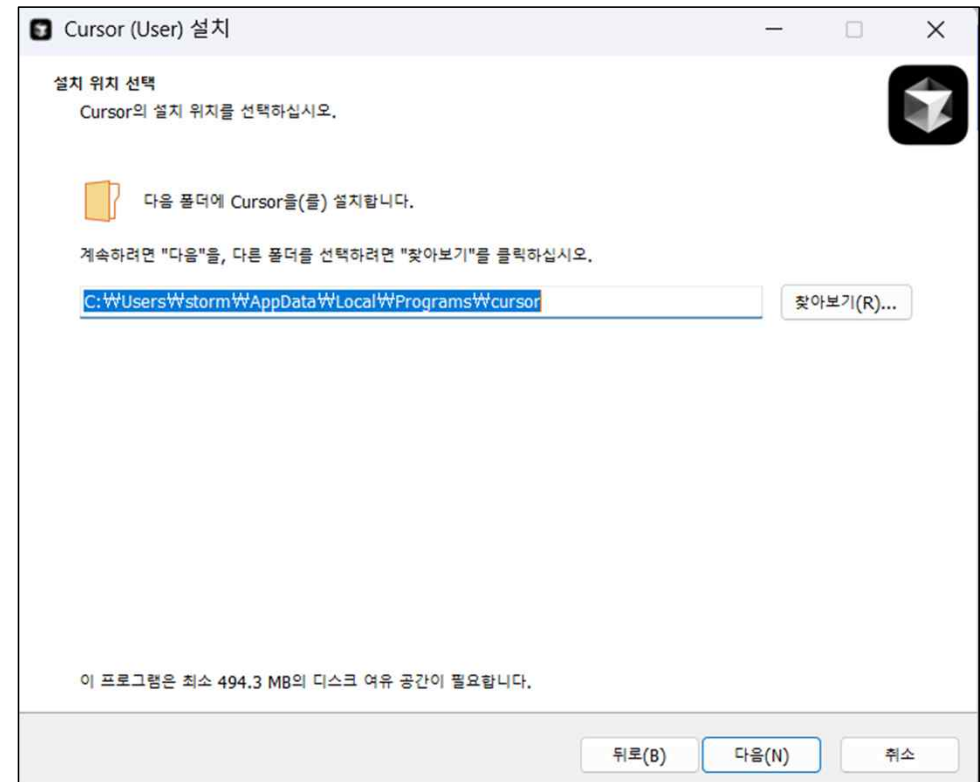 Cursor (User) 설치
설치 위치 선택
Cursor의 설치 위치를 선택하십시오.
다음 폴더에 Cursor을(를) 설치합니다.
계속하려면 "다음"을, 다른 폴더를 선택하려면 "찾아보기"를 클릭하십시오.
C:₩Users₩storm₩AppData₩Local₩Programs₩cursor
찾아보기(R)...
이 프로그램은 최소 494.3 MB의 디스크 여유 공간이 필요합니다.
뒤로(B) 다음(N) 취소